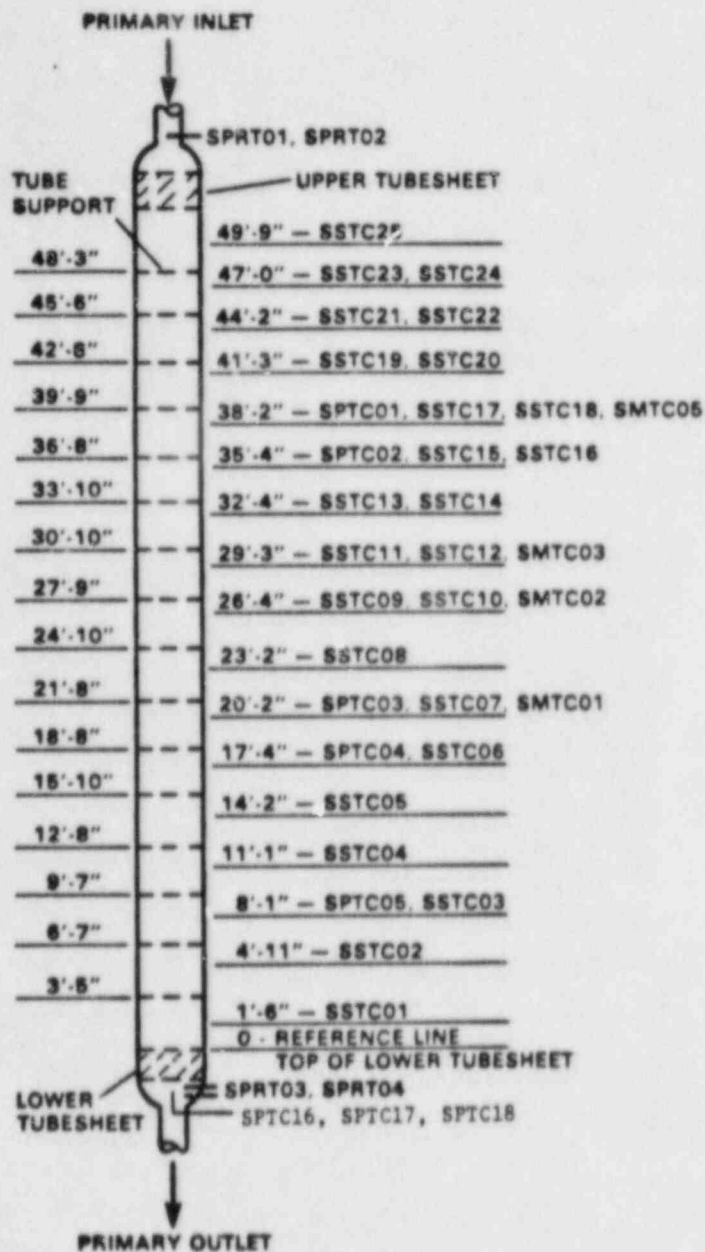 PRIMARY INLET
SPRT01, SPRT02
TUBE
SUPPORT
UPPER TUBESHEET
49'-9" — SSTC25
48'-3"
47'-0" — SSTC23, SSTC24
45'-6"
44'-2" — SSTC21, SSTC22
42'-8"
41'-3" — SSTC19, SSTC20
39'-9"
38'-2" — SPTC01, SSTC17, SSTC18, SMTC05
36'-8"
35'-4" — SPTC02, SSTC15, SSTC16
33'-10"
32'-4" — SSTC13, SSTC14
30'-10"
29'-3" — SSTC11, SSTC12, SMTC03
27'-9"
26'-4" — SSTC09, SSTC10, SMTC02
24'-10"
23'-2" — SSTC08
21'-8"
20'-2" — SPTC03, SSTC07, SMTC01
18'-8"
17'-4" — SPTC04, SSTC06
15'-10"
14'-2" — SSTC05
12'-8"
11'-1" — SSTC04
9'-7"
8'-1" — SPTC05, SSTC03
6'-7"
4'-11" — SSTC02
3'-5"
1'-6" — SSTC01
0 - REFERENCE LINE
TOP OF LOWER TUBESHEET
SPRT03, SPRT04
LOWER
TUBESHEET
SPTC16, SPTC17, SPTC18
PRIMARY OUTLET